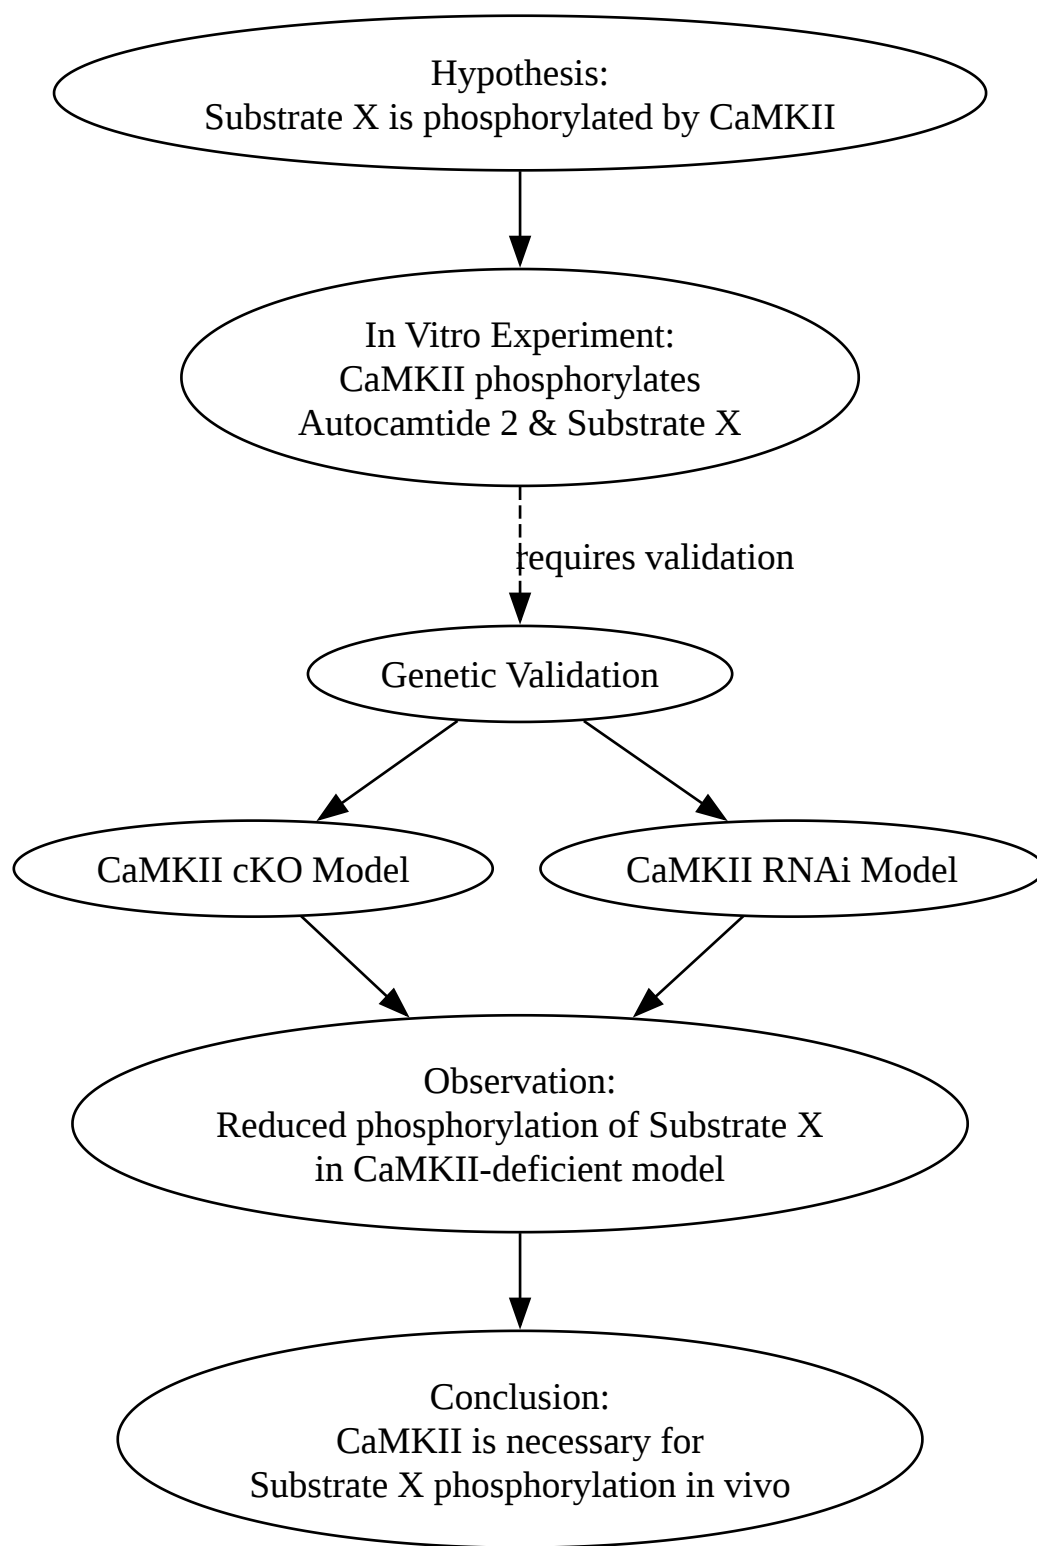 Hypothesis:
Substrate X is phosphorylated by CaMKII
In Vitro Experiment:
CaMKII phosphorylates
Autocamtide 2 & Substrate X
requires validation
Genetic Validation
CaMKII cKO Model
CaMKII RNAi Model
Observation:
Reduced phosphorylation of Substrate X
in CaMKII-deficient model
Conclusion:
CaMKII is necessary for
Substrate X phosphorylation in vivo